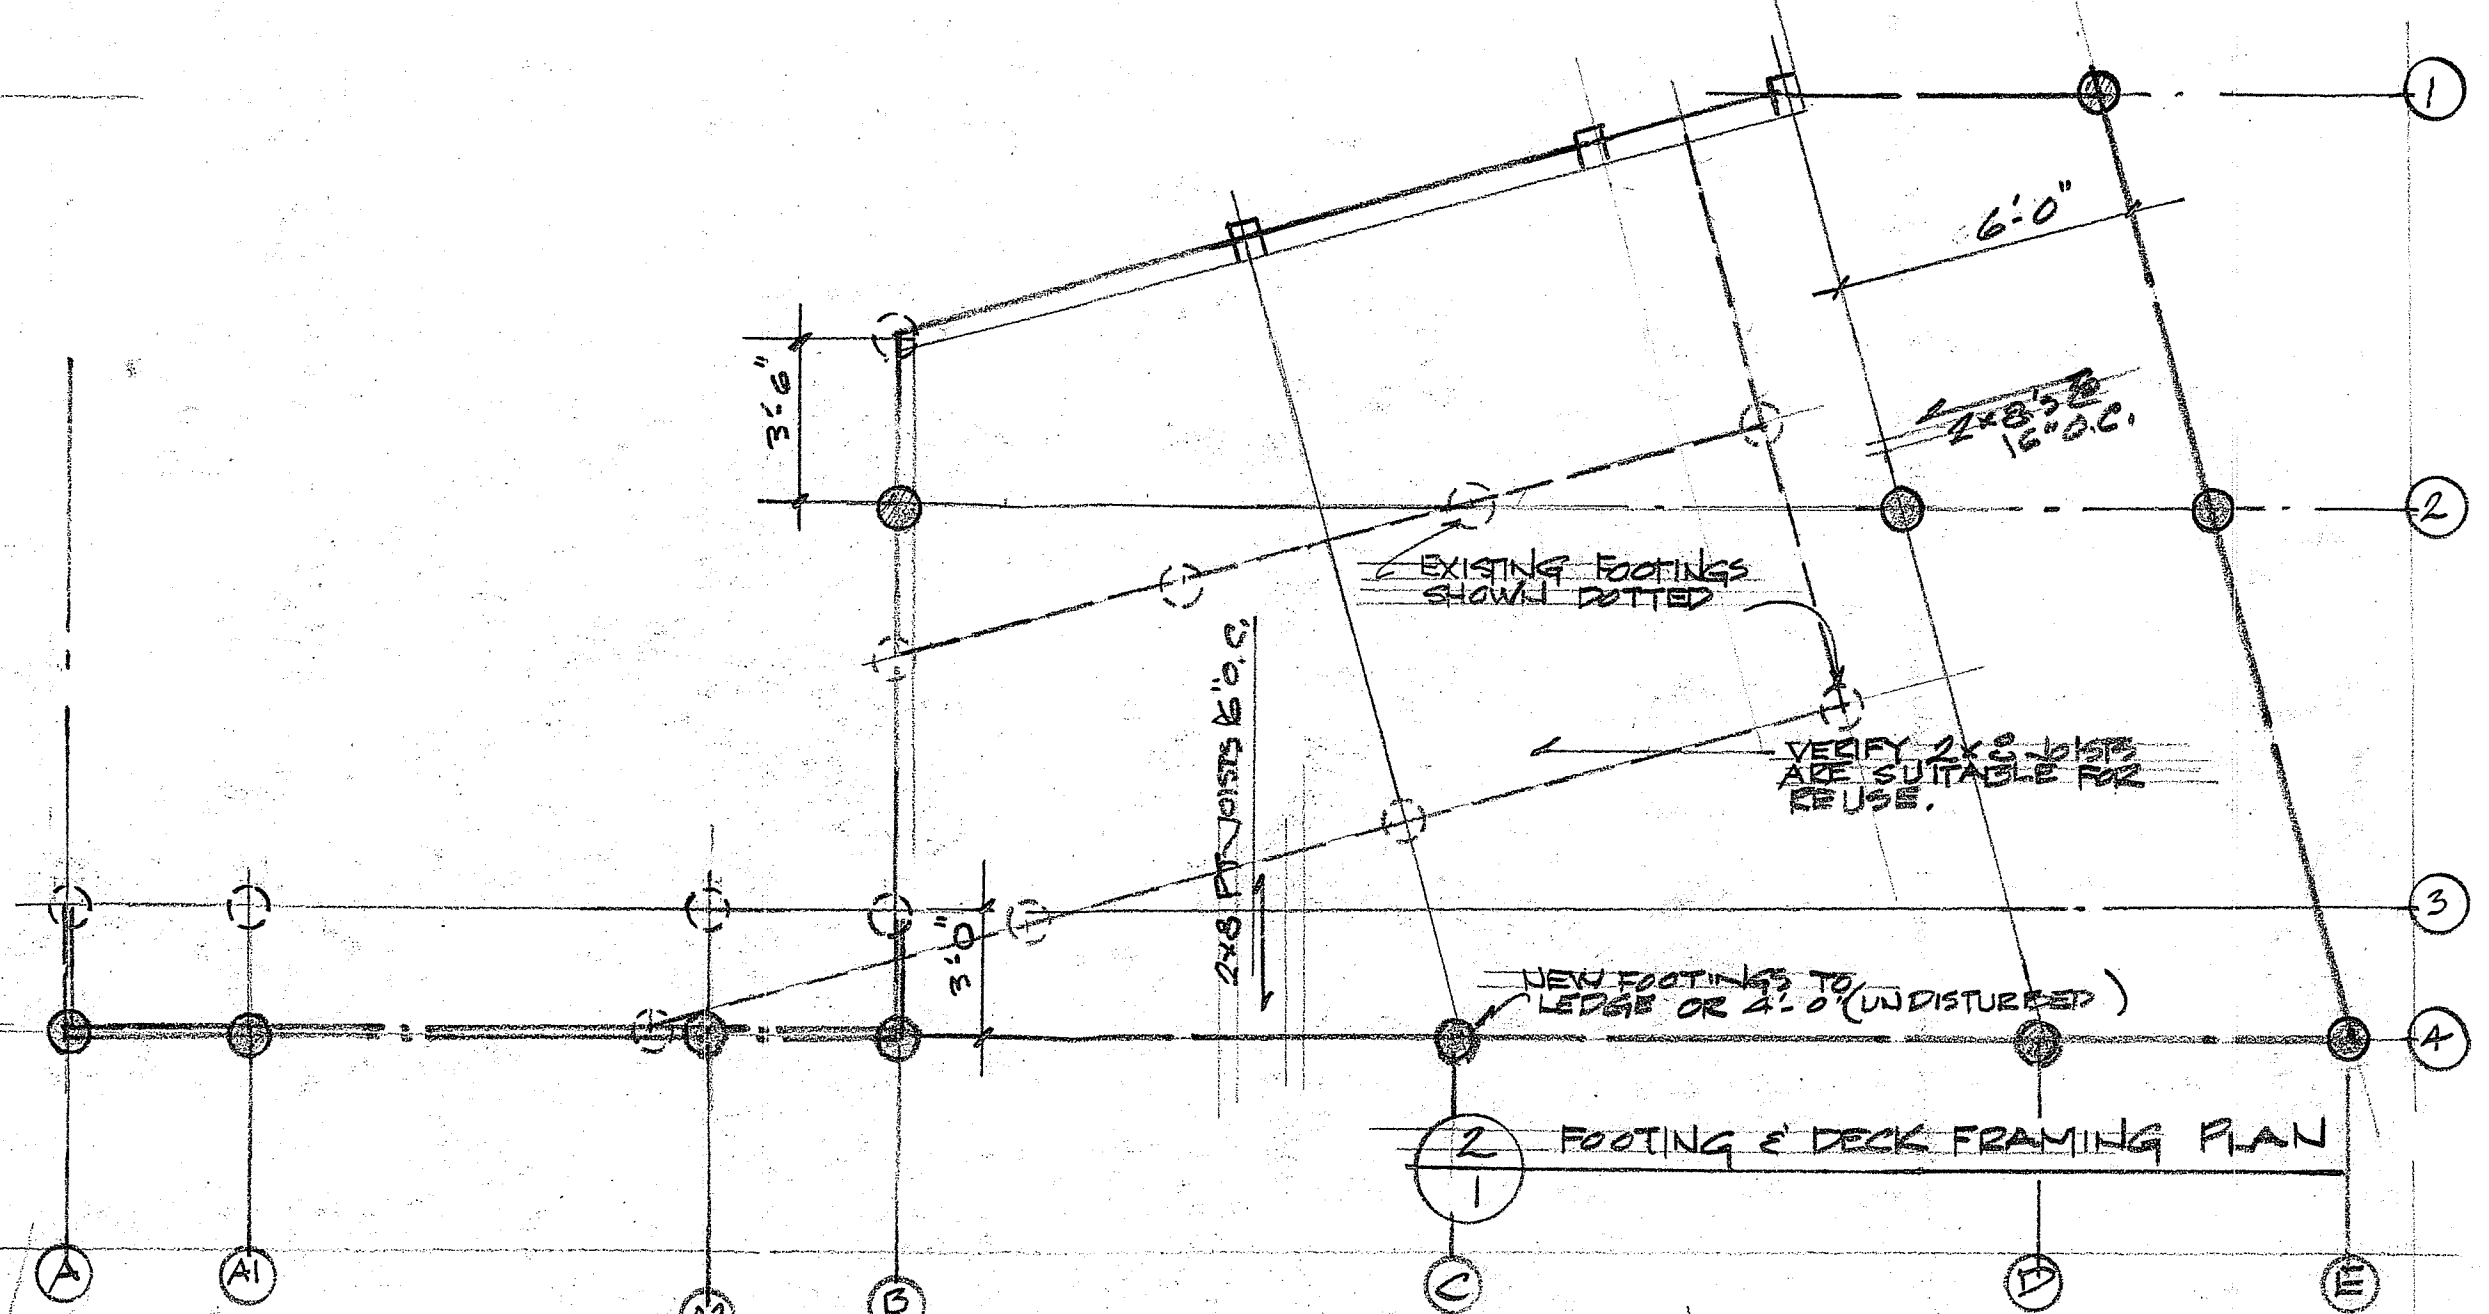 1
6'-0"
3'-6"
2x8's @
16" O.C.
2
EXISTING FOOTINGS
SHOWN DOTTED
2x8 PT JOISTS 16" O.C.
VERIFY 2x8 JOISTS
ARE SUITABLE FOR
REUSE.
3
3'-0"
NEW FOOTINGS TO
LEDGE OR 4'-0" (UNDISTURBED)
4
2
1
FOOTING & DECK FRAMING PLAN
A
A1
B
C
D
E